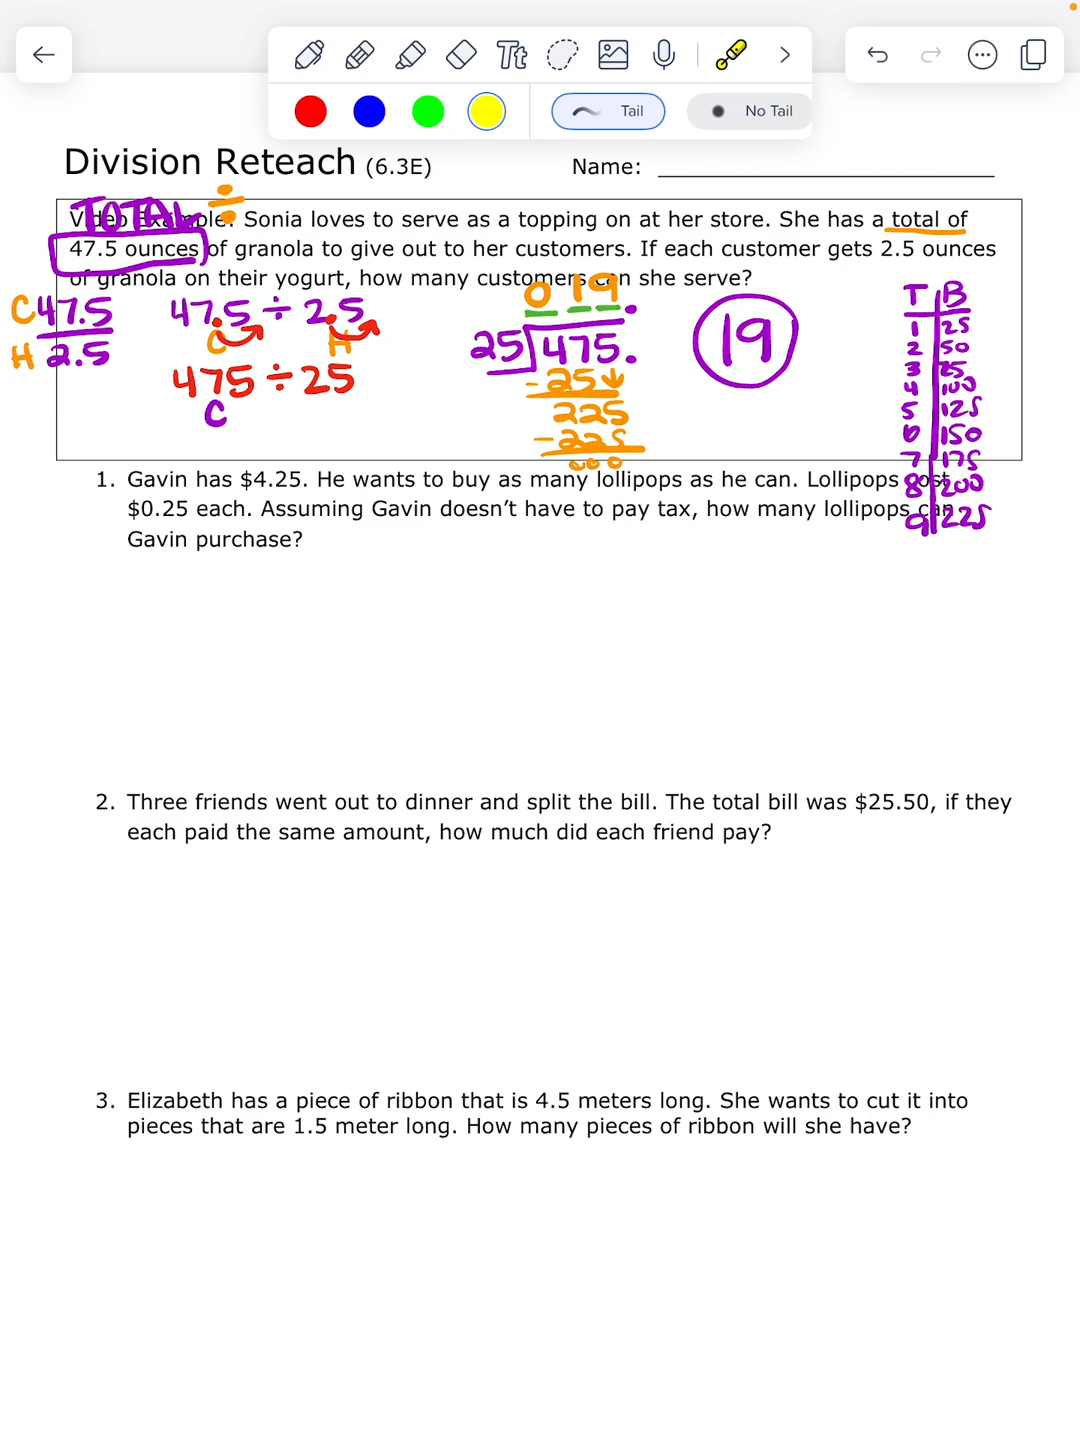 Tt
Tail
No Tail
Division Reteach (6.3E)
Name:
TOTAL ÷
Video Example: Sonia loves to serve as a topping on at her store. She has a total of
47.5 ounces of granola to give out to her customers. If each customer gets 2.5 ounces
of granola on their yogurt, how many customers can she serve?
C 47.5
H 2.5
47.5 ÷ 2.5
C H
475 ÷ 25
C
0 19.
25 475.
-25↓
225
-225
000
19
T B
1 25
2 50
3 75
4 100
5 125
6 150
7 175
8 200
9 225
1. Gavin has $4.25. He wants to buy as many lollipops as he can. Lollipops cost
$0.25 each. Assuming Gavin doesn't have to pay tax, how many lollipops can
Gavin purchase?
2. Three friends went out to dinner and split the bill. The total bill was $25.50, if they
each paid the same amount, how much did each friend pay?
3. Elizabeth has a piece of ribbon that is 4.5 meters long. She wants to cut it into
pieces that are 1.5 meter long. How many pieces of ribbon will she have?